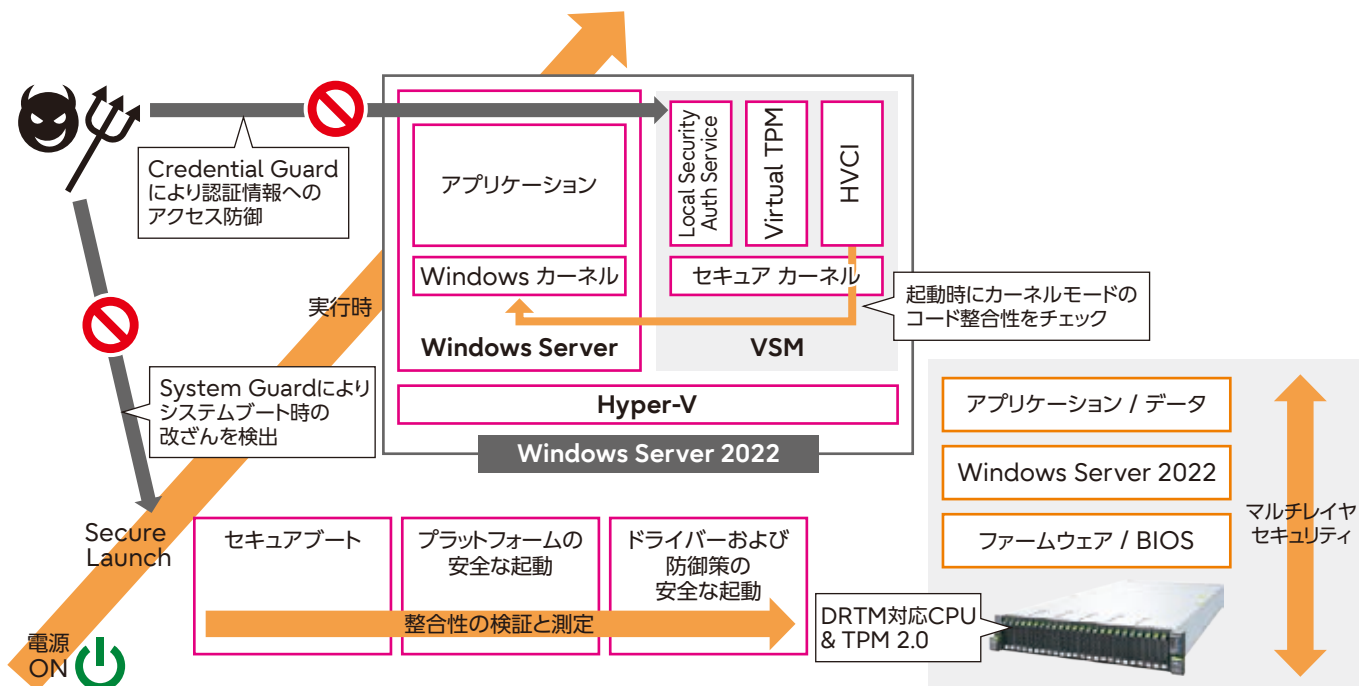 Credential Guard
により認証情報への
アクセス防御
アプリケーション
Windows カーネル
Windows Server
Local Security
Auth Service
Virtual TPM
HVCI
セキュア カーネル
VSM
起動時にカーネルモードの
コード整合性をチェック
Hyper-V
Windows Server 2022
実行時
System Guardにより
システムブート時の
改ざんを検出
Secure
Launch
セキュアブート
プラットフォームの
安全な起動
ドライバーおよび
防御策の
安全な起動
整合性の検証と測定
電源
ON
アプリケーション / データ
Windows Server 2022
ファームウェア / BIOS
マルチレイヤ
セキュリティ
DRTM対応CPU
& TPM 2.0